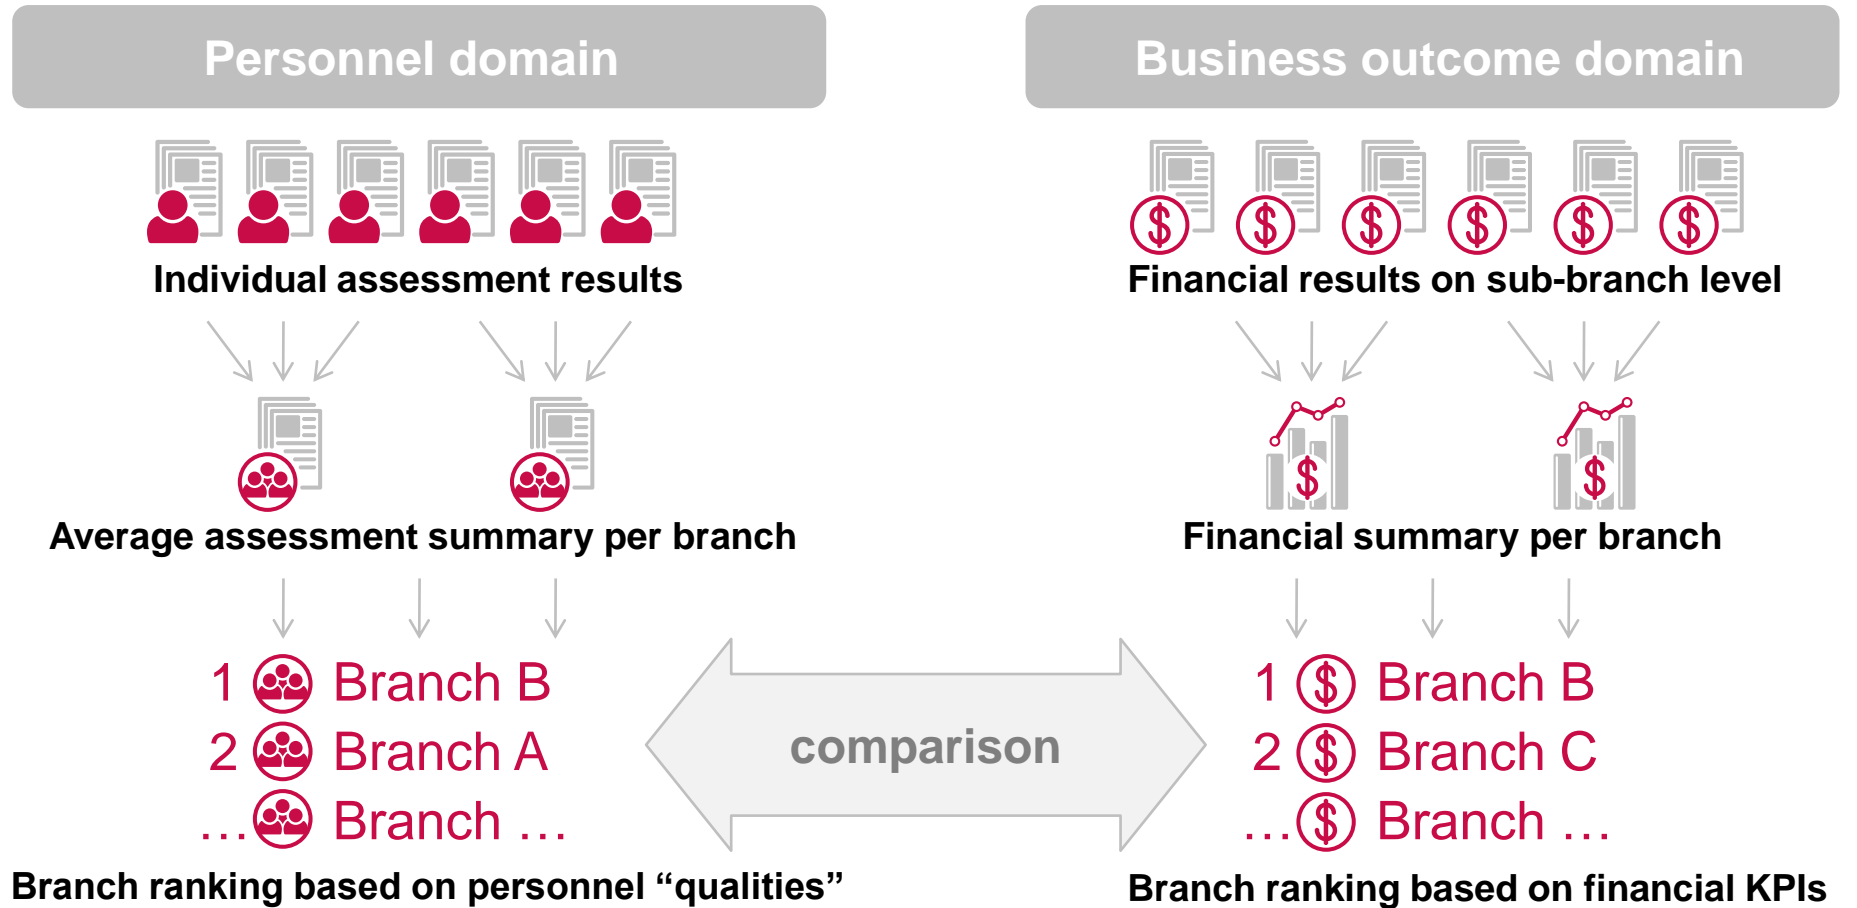 Personnel domain
Business outcome domain
Individual assessment results
Financial results on sub-branch level
Average assessment summary per branch
Financial summary per branch
1 Branch B
2 Branch A
… Branch …
comparison
1 $ Branch B
2 $ Branch C
… $ Branch …
Branch ranking based on personnel “qualities”
Branch ranking based on financial KPIs